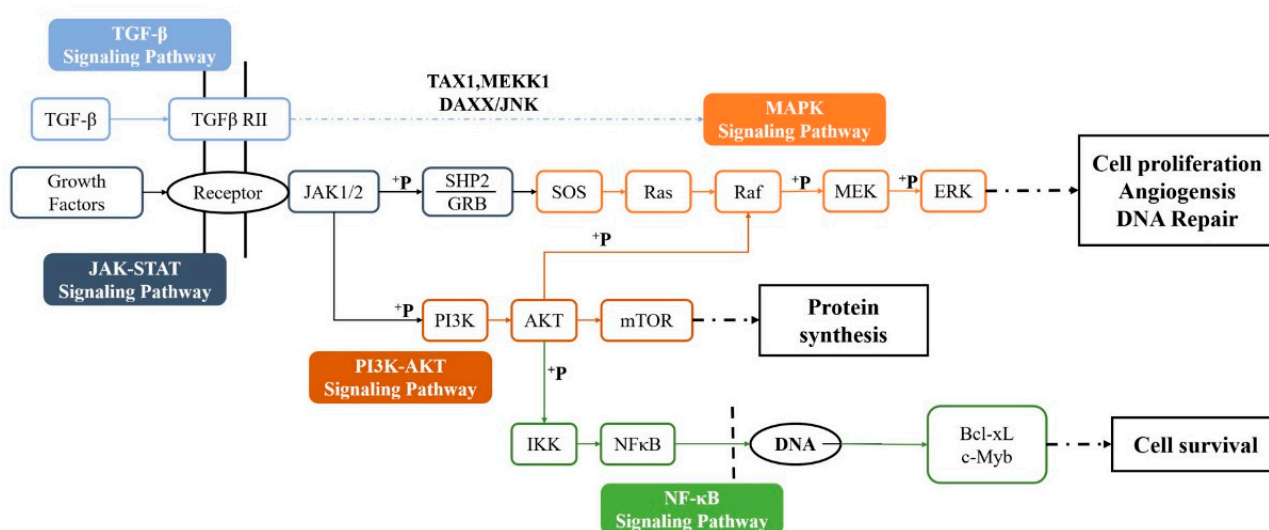 TGF-β
Signaling Pathway
TAX1,MEKK1
DAXX/JNK
MAPK
Signaling Pathway
TGF-β
TGFβ RII
Growth
Factors
Receptor
JAK1/2
+P
SHP2
GRB
SOS
Ras
Raf
+P
MEK
+P
ERK
Cell proliferation
Angiogensis
DNA Repair
JAK-STAT
Signaling Pathway
+P
+P
PI3K
AKT
mTOR
Protein
synthesis
PI3K-AKT
Signaling Pathway
+P
IKK
NFκB
DNA
Bcl-xL
c-Myb
Cell survival
NF-κB
Signaling Pathway